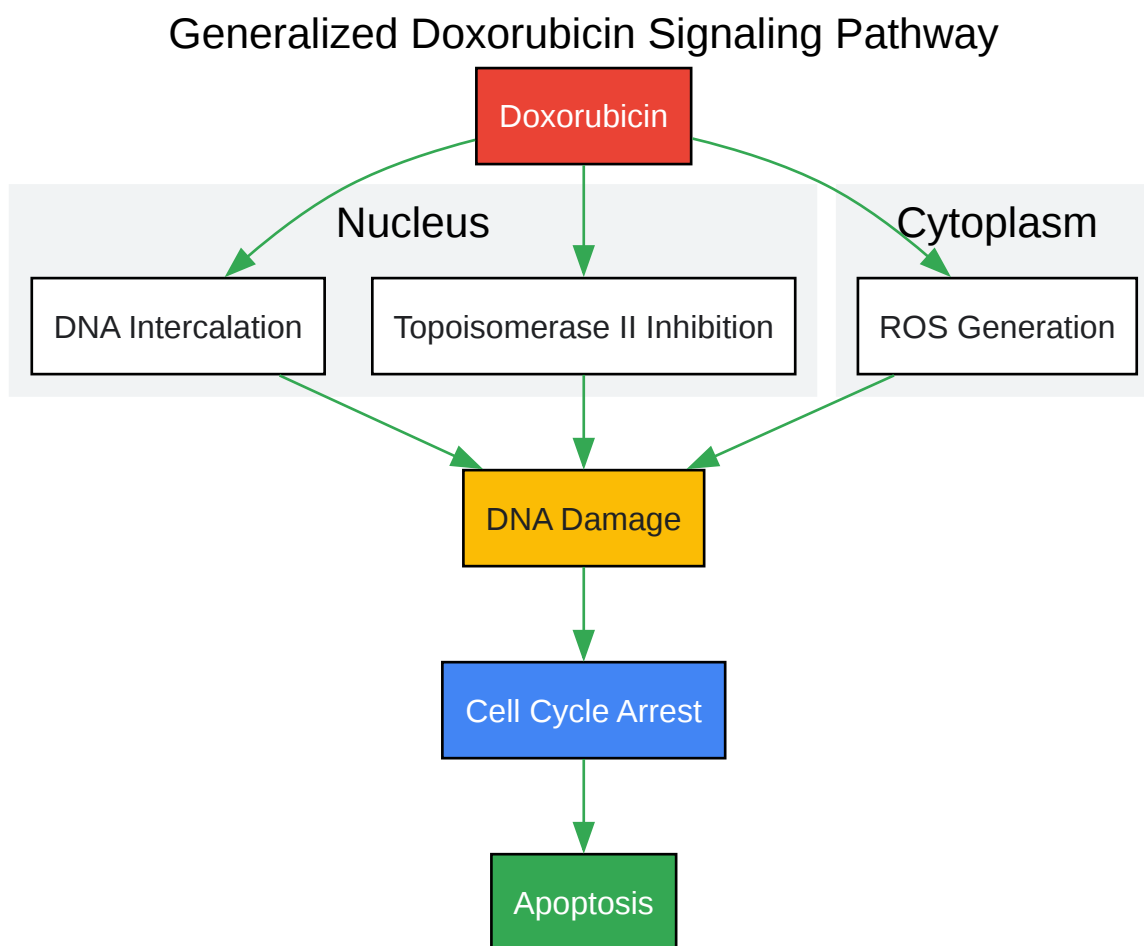 Generalized Doxorubicin Signaling Pathway
Doxorubicin
Nucleus
Cytoplasm
DNA Intercalation
Topoisomerase II Inhibition
ROS Generation
DNA Damage
Cell Cycle Arrest
Apoptosis